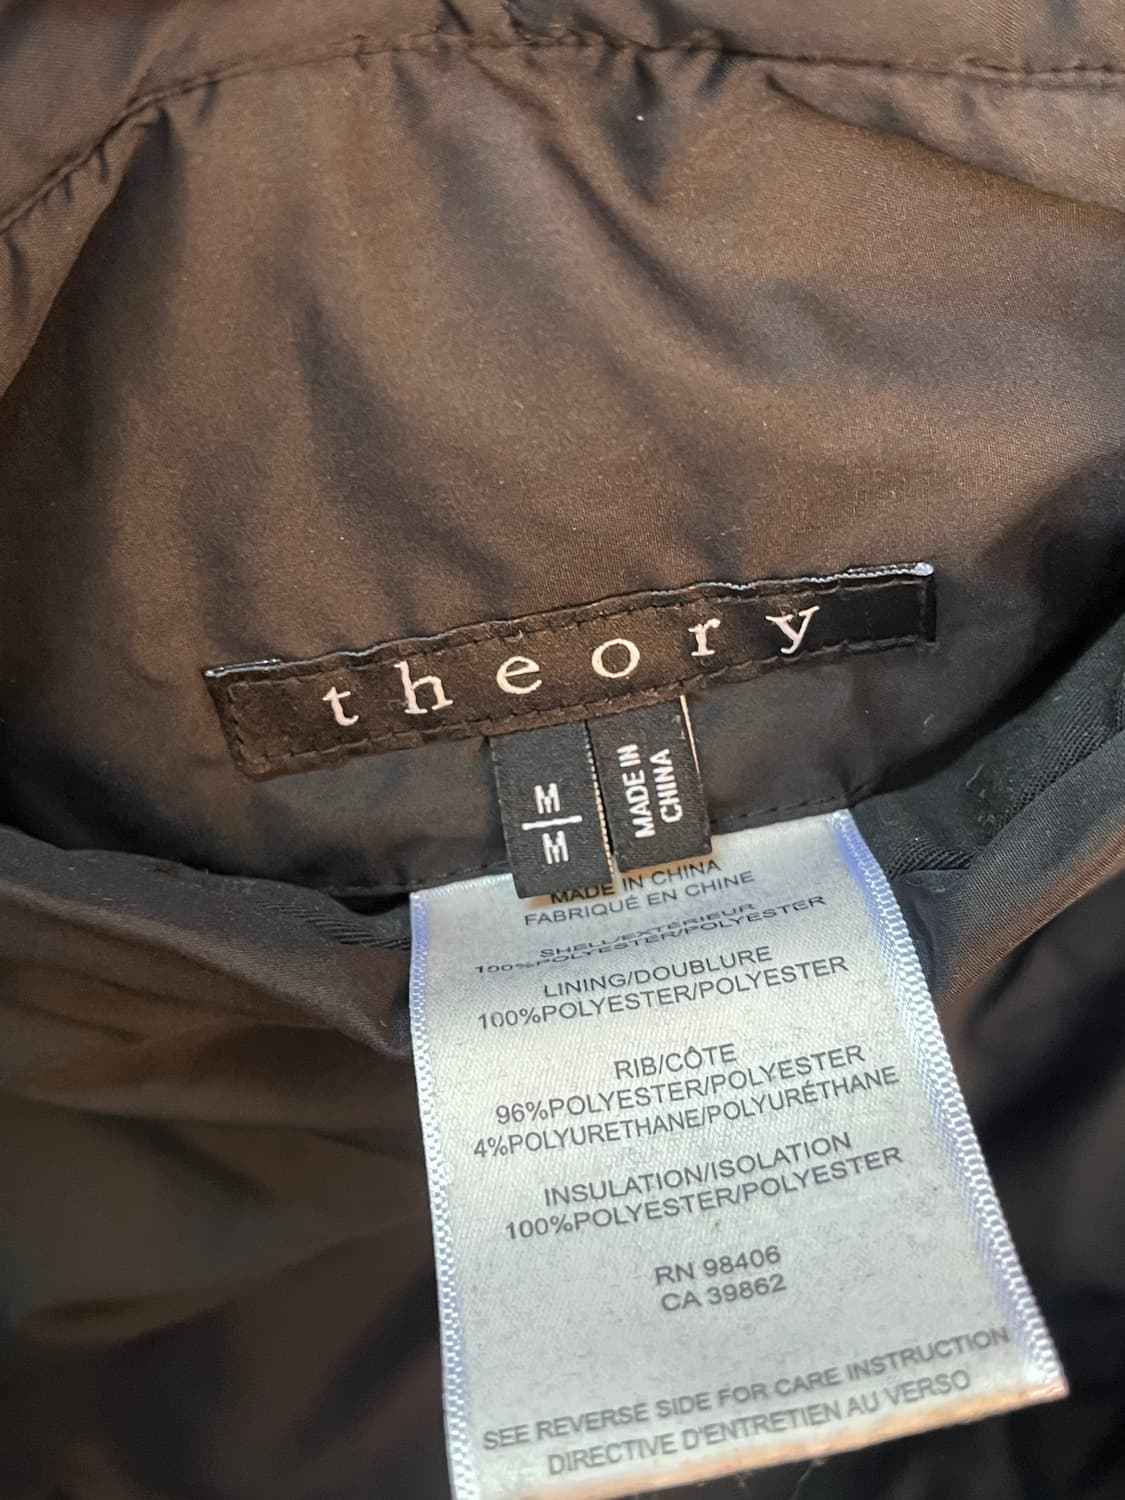 theory
M
M
MADE IN
CHINA
MADE IN CHINA
FABRIQUÉ EN CHINE
SHELL/EXTÉRIEUR
100%POLYESTER/POLYESTER
LINING/DOUBLURE
100%POLYESTER/POLYESTER
RIB/CÔTE
96%POLYESTER/POLYESTER
4%POLYURETHANE/POLYURÉTHANE
INSULATION/ISOLATION
100%POLYESTER/POLYESTER
RN 98406
CA 39862
SEE REVERSE SIDE FOR CARE INSTRUCTION
DIRECTIVE D'ENTRETIEN AU VERSO